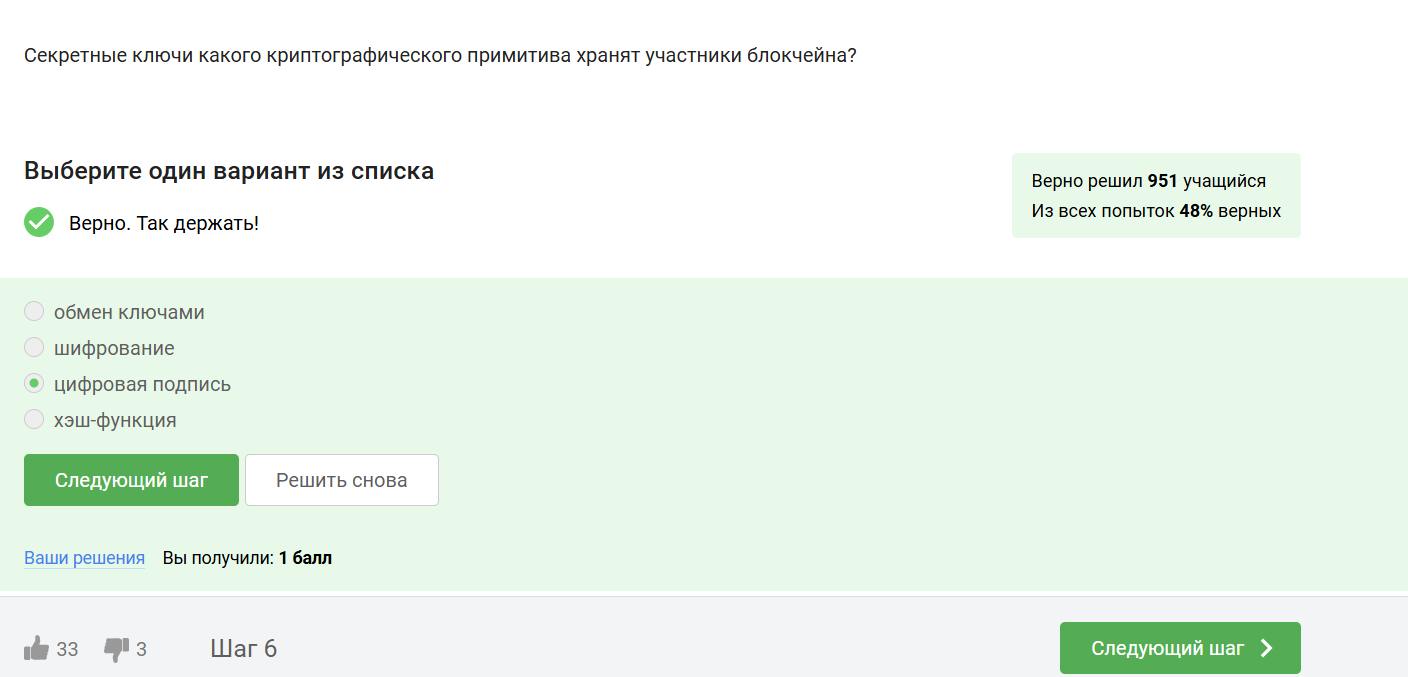 Секретные ключи какого криптографического примитива хранят участники блокчейна?
Выберите один вариант из списка
Верно решил 951 учащийся
Из всех попыток 48% верных
Верно. Так держать!
обмен ключами
шифрование
цифровая подпись
хэш-функция
Следующий шаг
Решить снова
Ваши решения Вы получили: 1 балл
33 3 Шаг 6 Следующий шаг